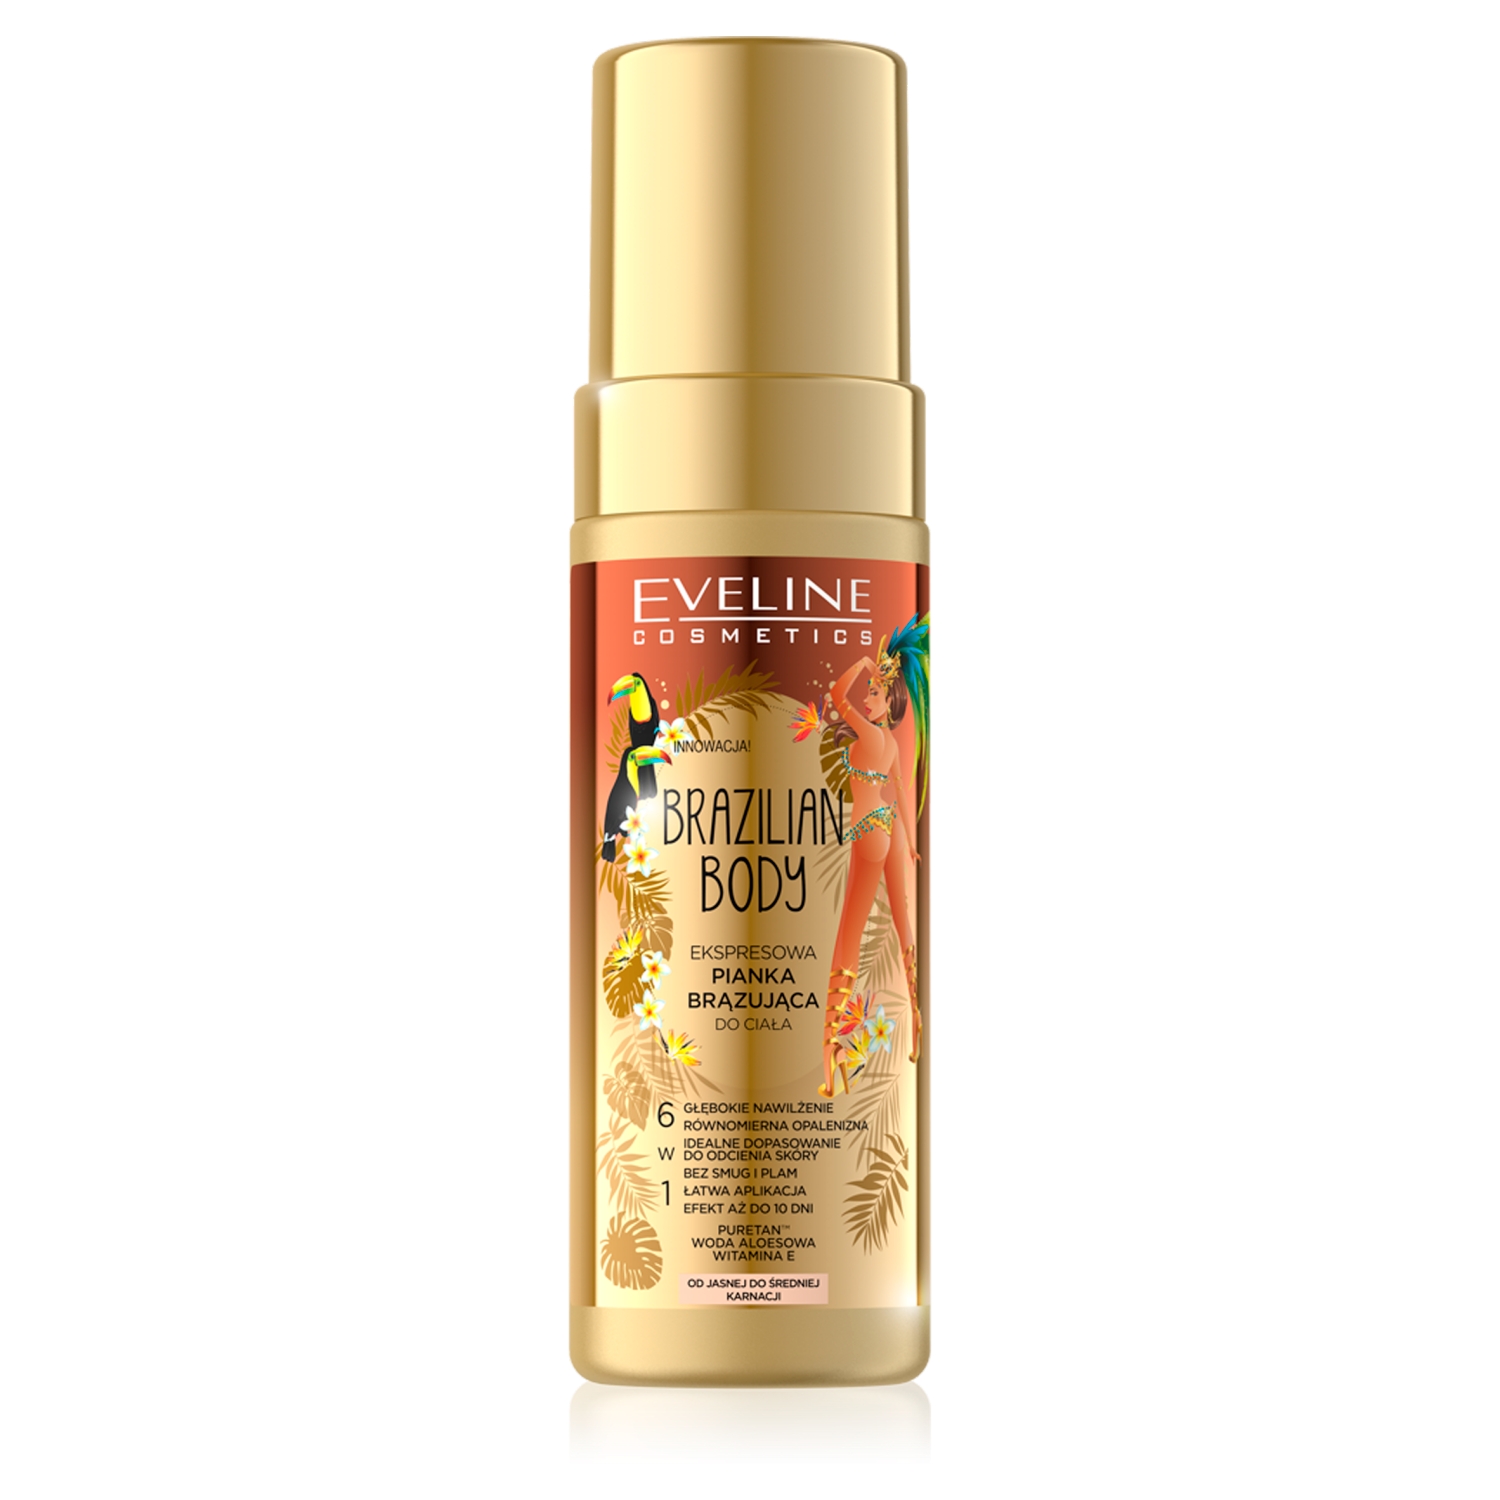 EVELINE
COSMETICS
INNOWACJA!
BRAZILIAN
BODY
EKSPRESOWA
PIANKA
BRĄZUJĄCA
DO CIAŁA
6 w 1
GŁĘBOKIE NAWILŻENIE
RÓWNOMIERNA OPALENIZNA
IDEALNE DOPASOWANIE
DO ODCIENIA SKÓRY
BEZ SMUG I PLAM
ŁATWA APLIKACJA
EFEKT AŻ DO 10 DNI
PURETAN™
WODA ALOESOWA
WITAMINA E
OD JASNEJ DO ŚREDNIEJ
KARNACJI